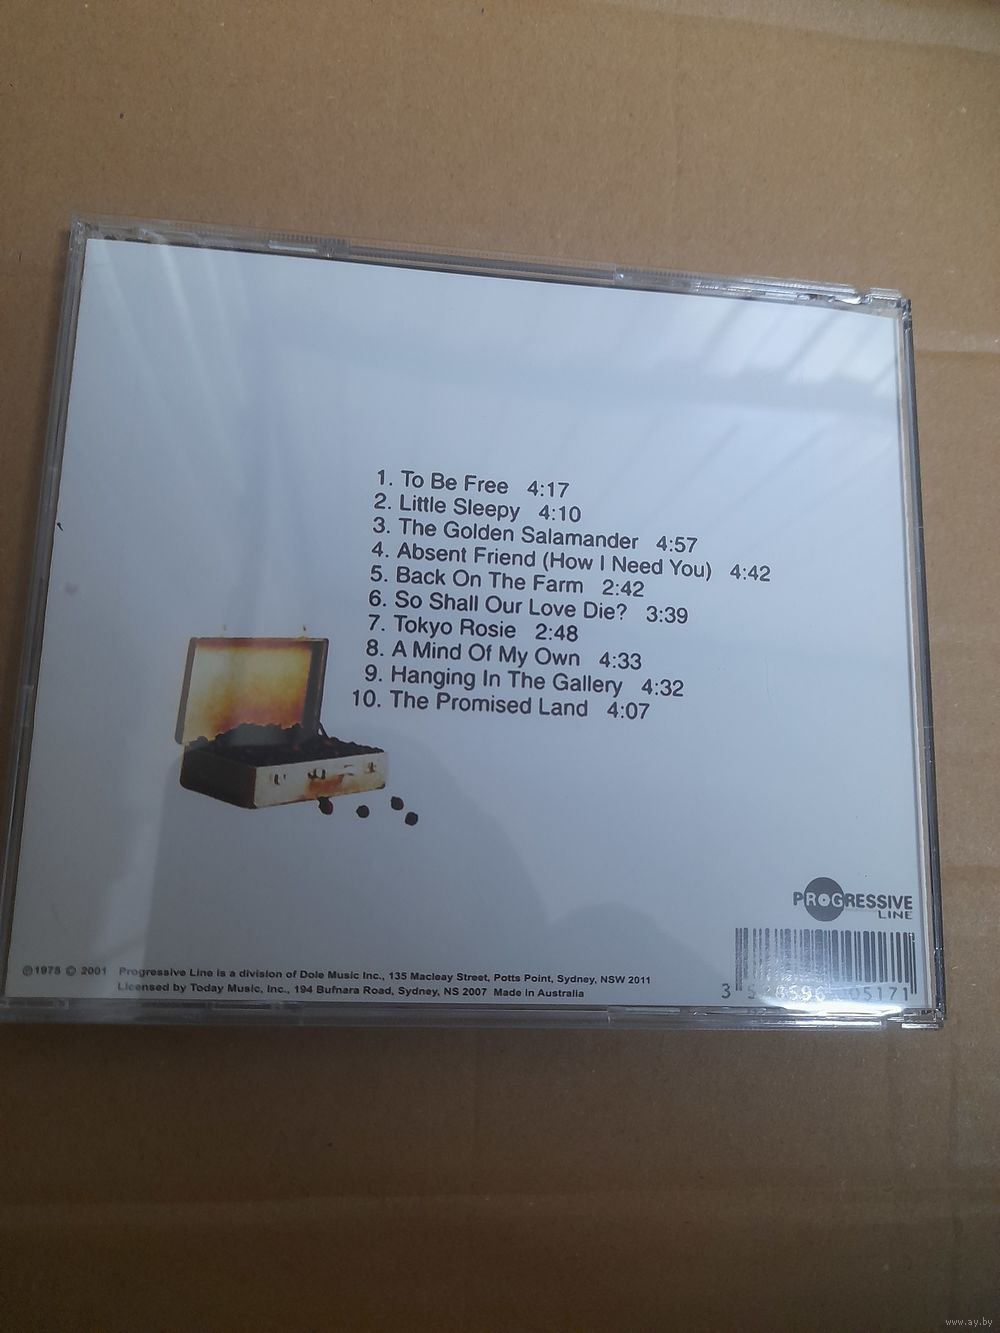 1. To Be Free 4:17
2. Little Sleepy 4:10
3. The Golden Salamander 4:57
4. Absent Friend (How I Need You) 4:42
5. Back On The Farm 2:42
6. So Shall Our Love Die? 3:39
7. Tokyo Rosie 2:48
8. A Mind Of My Own 4:33
9. Hanging In The Gallery 4:32
10. The Promised Land 4:07
PROGRESSIVE
LINE
℗1975 © 2001 Progressive Line is a division of Dole Music Inc., 135 Macleay Street, Potts Point, Sydney, NSW 2011
Licensed by Today Music, Inc., 194 Bufnara Road, Sydney, NS 2007 Made in Australia
3
www.ay.by